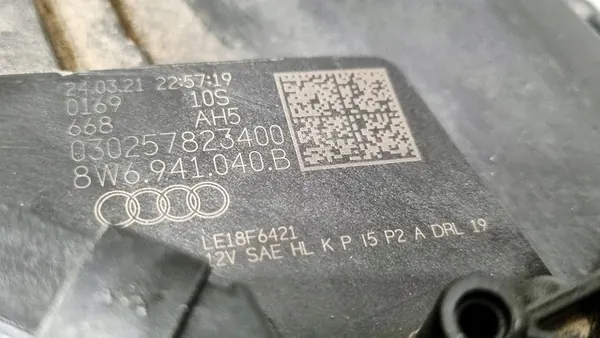 24.03.21 22:57:19
0169 10S
668 AH5
030257823400
8W6.941.040.B
LE18F6421
12V SAE HL K P I5 P2 A DRL 19